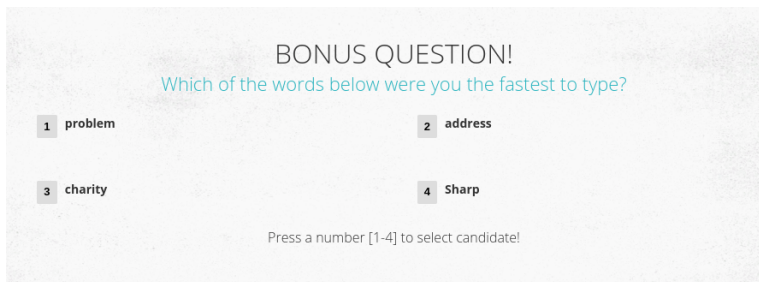 BONUS QUESTION!
Which of the words below were you the fastest to type?
1 problem
2 address
3 charity
4 Sharp
Press a number [1-4] to select candidate!